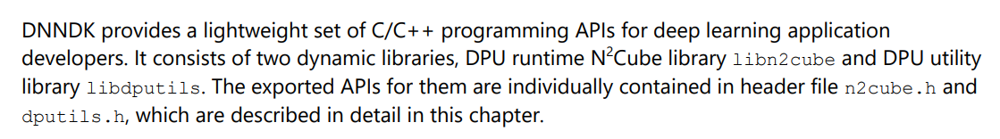 DNNDK provides a lightweight set of C/C++ programming APIs for deep learning application
developers. It consists of two dynamic libraries, DPU runtime N²Cube library libn2cube and DPU utility
library libdputils. The exported APIs for them are individually contained in header file n2cube.h and
dputils.h, which are described in detail in this chapter.